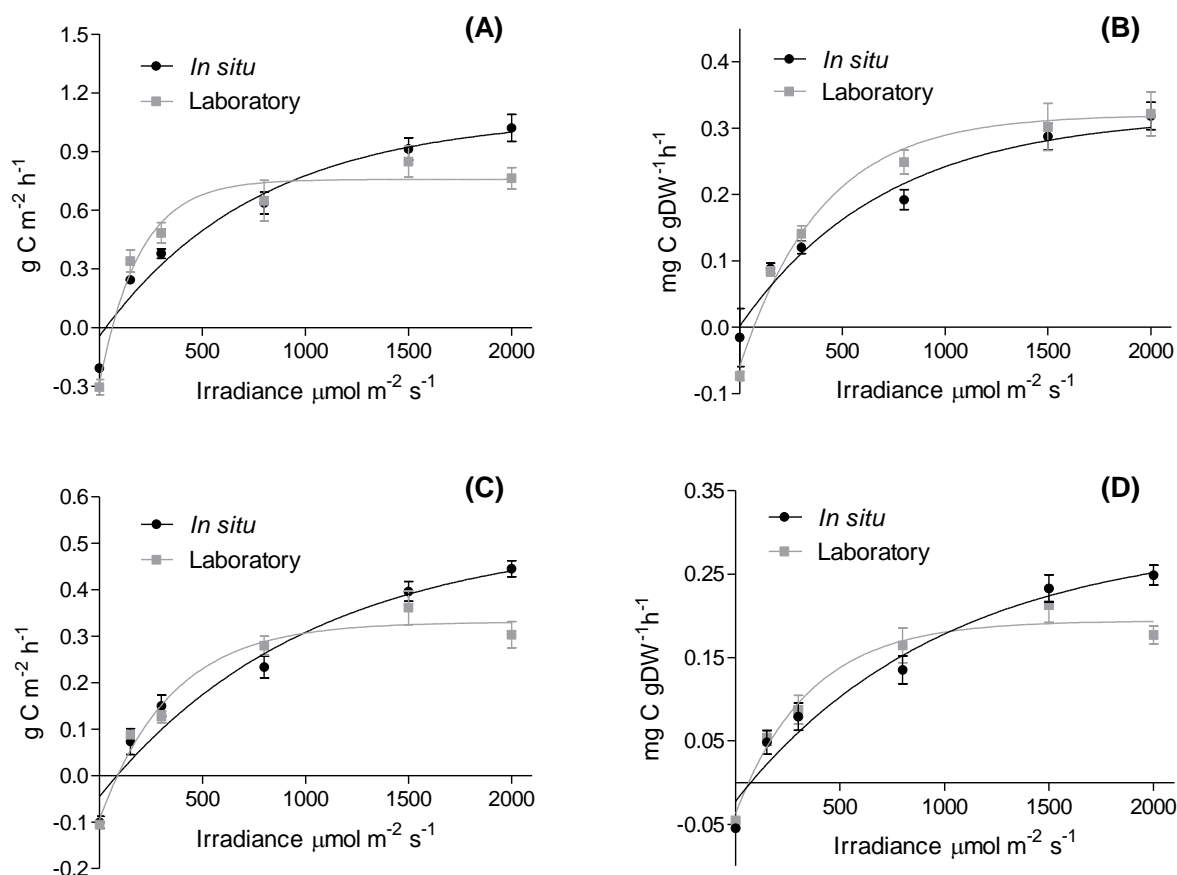 (A)
g C m⁻² h⁻¹
1.5
1.2
0.9
0.6
0.3
0.0
-0.3
In situ
Laboratory
500 1000 1500 2000
Irradiance μmol m⁻² s⁻¹
(B)
mg C gDW⁻¹h⁻¹
0.4
0.3
0.2
0.1
0.0
-0.1
In situ
Laboratory
500 1000 1500 2000
Irradiance μmol m⁻² s⁻¹
(C)
g C m⁻² h⁻¹
0.6
0.5
0.4
0.3
0.2
0.1
0.0
-0.1
-0.2
In situ
Laboratory
500 1000 1500 2000
Irradiance μmol m⁻² s⁻¹
(D)
mg C gDW⁻¹h⁻¹
0.35
0.25
0.15
0.05
-0.05
In situ
Laboratory
500 1000 1500 2000
Irradiance μmol m⁻² s⁻¹